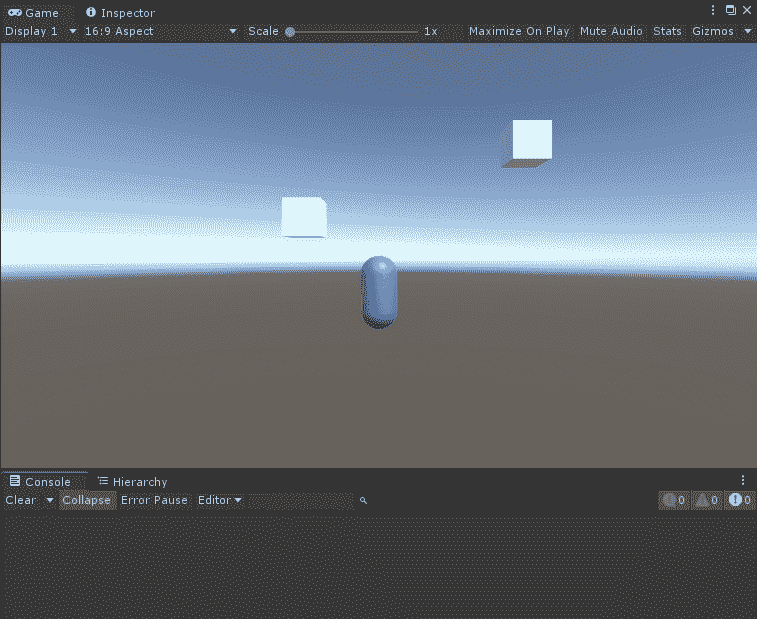 Game Inspector
Display 1 16:9 Aspect Scale 1x Maximize On Play Mute Audio Stats Gizmos
Console Hierarchy
Clear Collapse Error Pause Editor 0 0 0